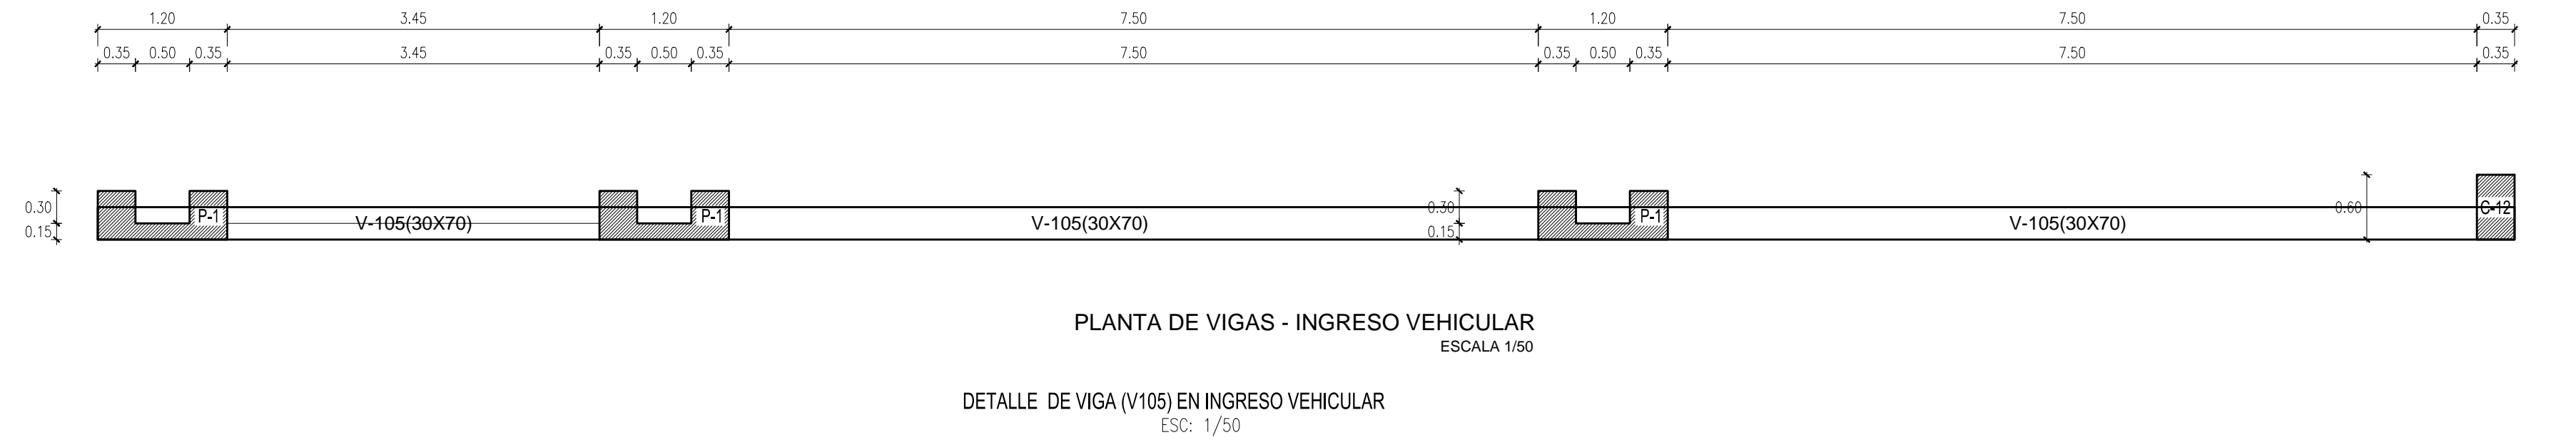 1.20 3.45 1.20 7.50 1.20 7.50 0.35
0.35 0.50 0.35 3.45 0.35 0.50 0.35 7.50 0.35 0.50 0.35 7.50 0.35
0.30 P-1 V-105(30X70) P-1 V-105(30X70) 0.30 P-1 V-105(30X70) 0.60 C-12
0.15 0.15
PLANTA DE VIGAS - INGRESO VEHICULAR
ESCALA 1/50
DETALLE DE VIGA (V105) EN INGRESO VEHICULAR
ESC: 1/50